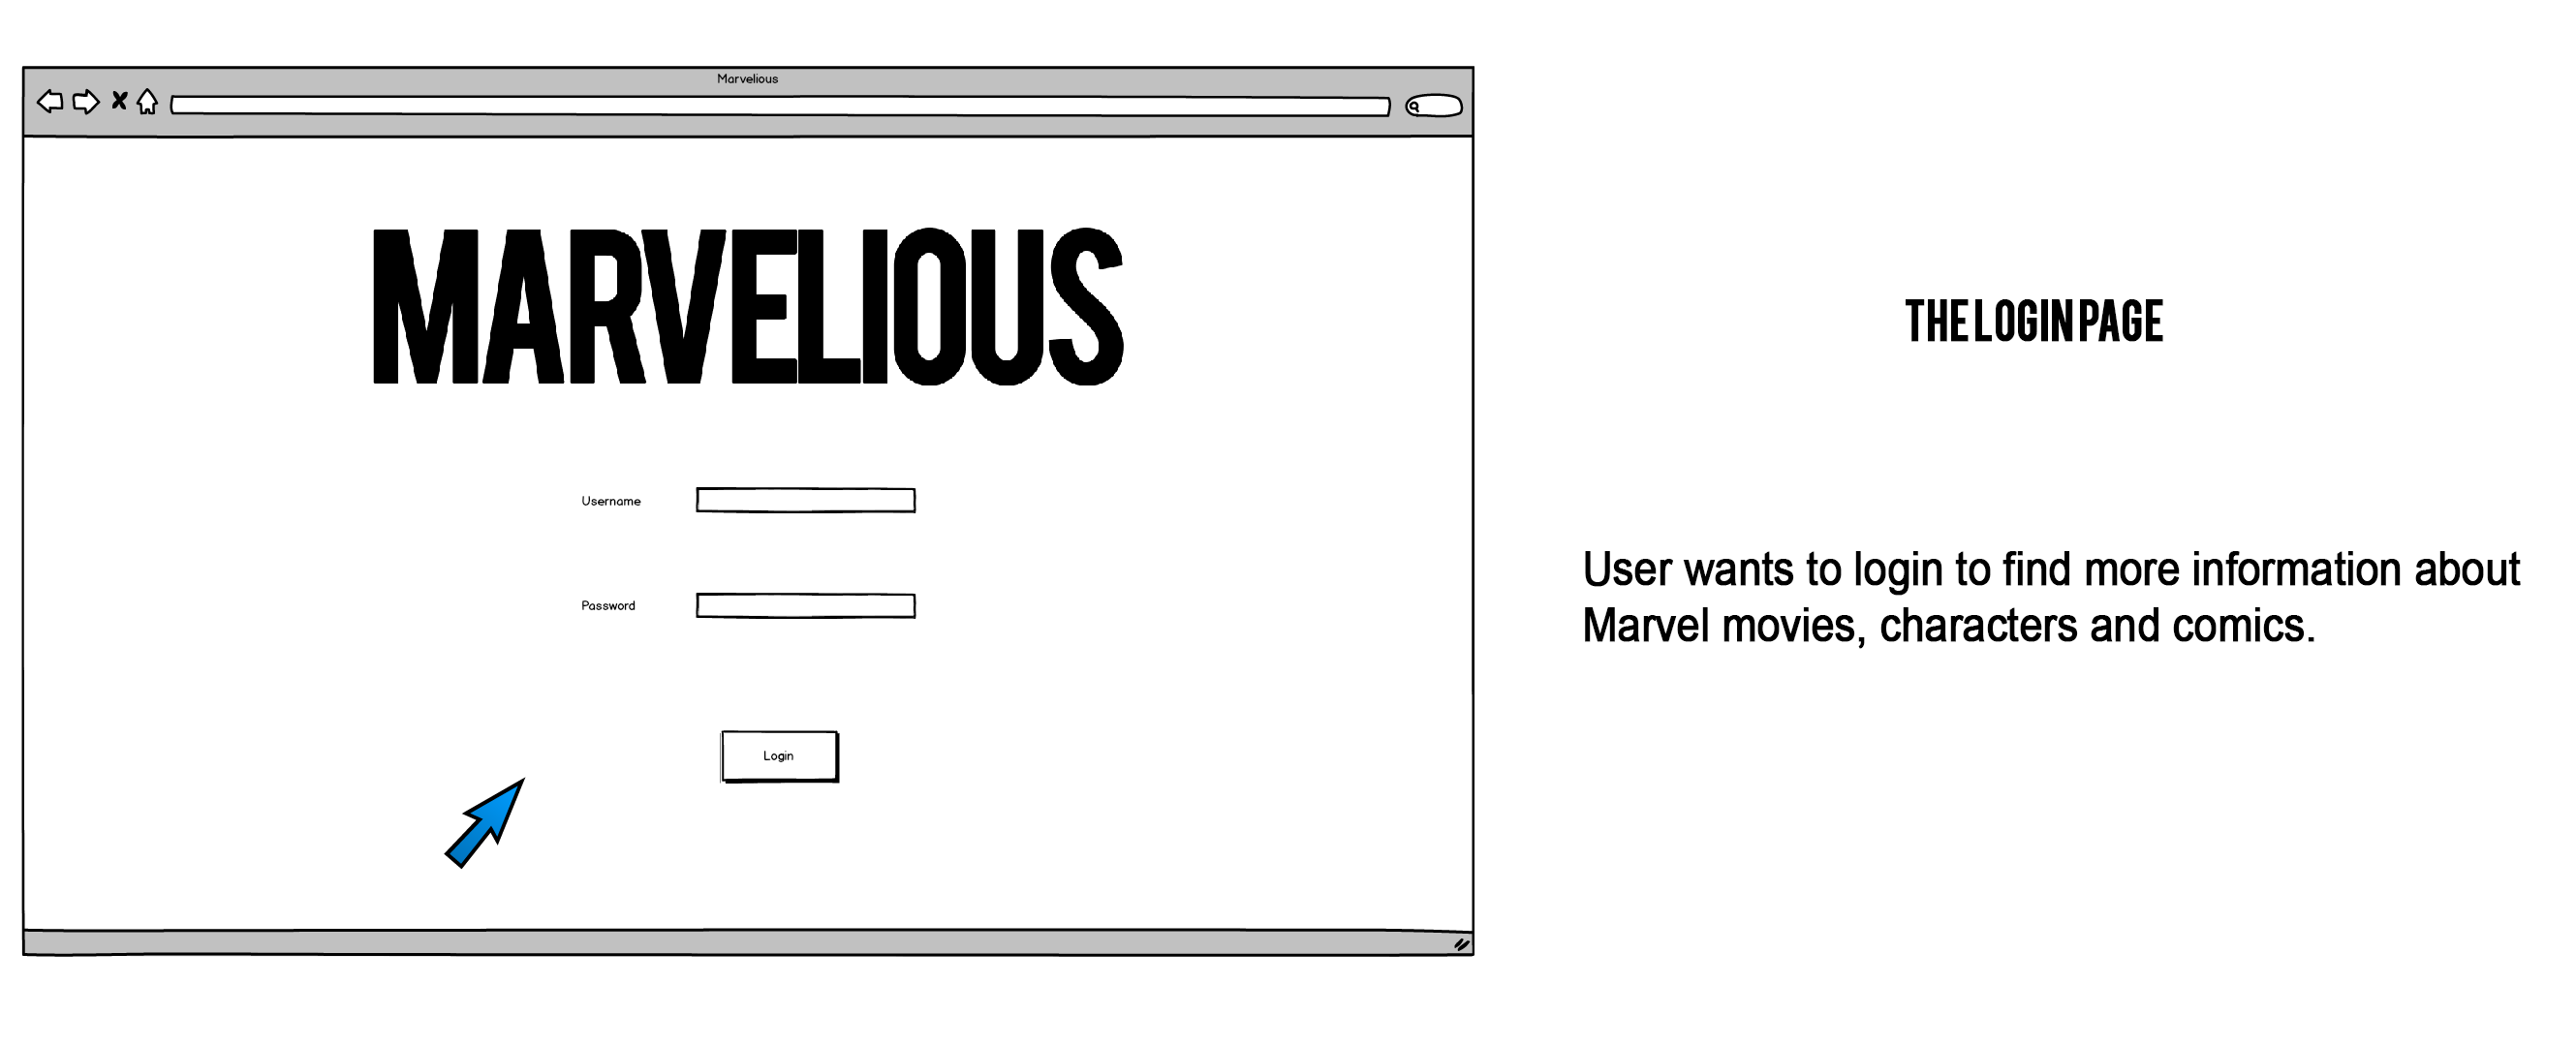 Marvelious
MARVELIOUS
Username
Password
Login
THE LOGIN PAGE
User wants to login to find more information about
Marvel movies, characters and comics.